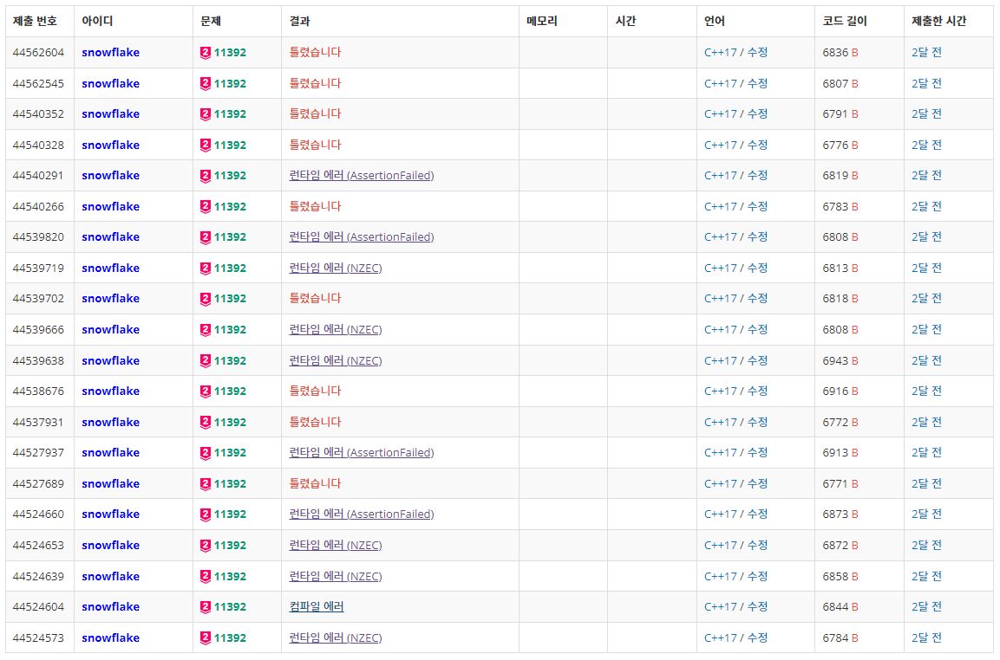 제출 번호 아이디 문제 결과 메모리 시간 언어 코드 길이 제출한 시간
44562604 snowflake 2 11392 틀렸습니다 C++17 / 수정 6836 B 2달 전
44562545 snowflake 2 11392 틀렸습니다 C++17 / 수정 6807 B 2달 전
44540352 snowflake 2 11392 틀렸습니다 C++17 / 수정 6791 B 2달 전
44540328 snowflake 2 11392 틀렸습니다 C++17 / 수정 6776 B 2달 전
44540291 snowflake 2 11392 런타임 에러 (AssertionFailed) C++17 / 수정 6819 B 2달 전
44540266 snowflake 2 11392 틀렸습니다 C++17 / 수정 6783 B 2달 전
44539820 snowflake 2 11392 런타임 에러 (AssertionFailed) C++17 / 수정 6808 B 2달 전
44539719 snowflake 2 11392 런타임 에러 (NZEC) C++17 / 수정 6813 B 2달 전
44539702 snowflake 2 11392 틀렸습니다 C++17 / 수정 6818 B 2달 전
44539666 snowflake 2 11392 런타임 에러 (NZEC) C++17 / 수정 6808 B 2달 전
44539638 snowflake 2 11392 런타임 에러 (NZEC) C++17 / 수정 6943 B 2달 전
44538676 snowflake 2 11392 틀렸습니다 C++17 / 수정 6916 B 2달 전
44537931 snowflake 2 11392 틀렸습니다 C++17 / 수정 6772 B 2달 전
44527937 snowflake 2 11392 런타임 에러 (AssertionFailed) C++17 / 수정 6913 B 2달 전
44527689 snowflake 2 11392 틀렸습니다 C++17 / 수정 6771 B 2달 전
44524660 snowflake 2 11392 런타임 에러 (AssertionFailed) C++17 / 수정 6873 B 2달 전
44524653 snowflake 2 11392 런타임 에러 (NZEC) C++17 / 수정 6872 B 2달 전
44524639 snowflake 2 11392 런타임 에러 (NZEC) C++17 / 수정 6858 B 2달 전
44524604 snowflake 2 11392 컴파일 에러 C++17 / 수정 6844 B 2달 전
44524573 snowflake 2 11392 런타임 에러 (NZEC) C++17 / 수정 6784 B 2달 전